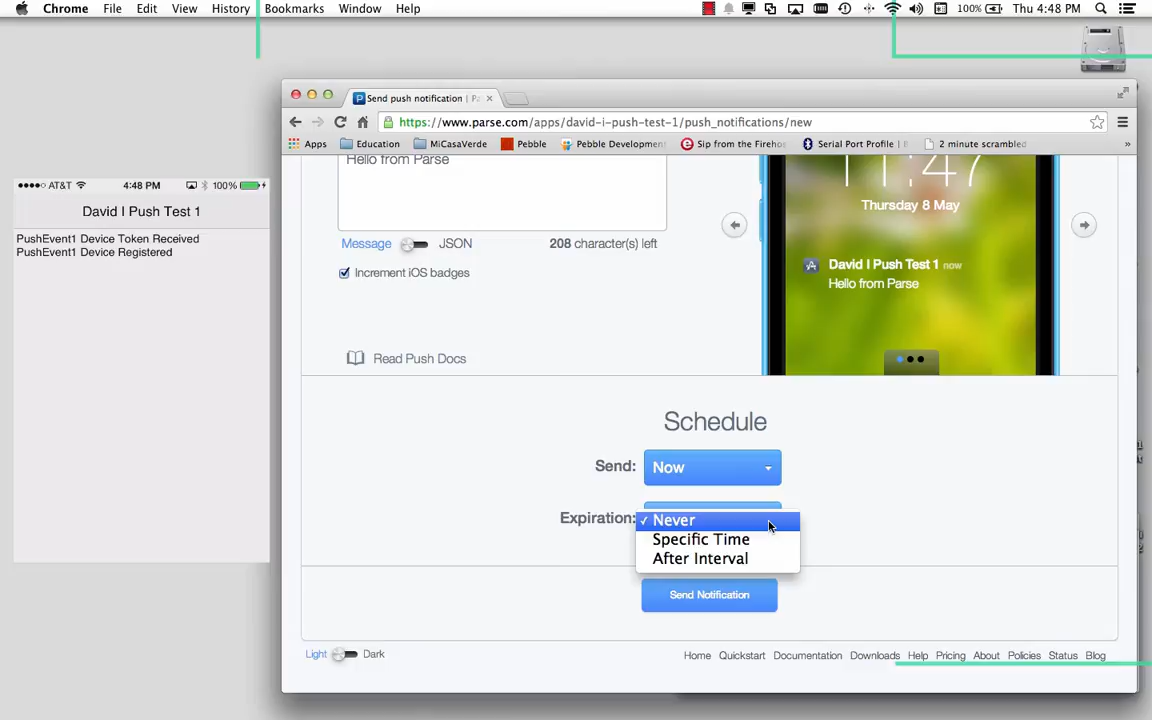 Chrome File Edit View History Bookmarks Window Help 100% Thu 4:48 PM
Send push notification | Pa
https://www.parse.com/apps/david-i-push-test-1/push_notifications/new
Apps Education MiCasaVerde Pebble Pebble Development Sip from the Firehos Serial Port Profile | 2 minute scrambled »
AT&T 4:48 PM 100%
David I Push Test 1
PushEvent1 Device Token Received
PushEvent1 Device Registered
Hello from Parse
Message JSON 208 character(s) left
Increment iOS badges
Read Push Docs
11:47
Thursday 8 May
David I Push Test 1 now
Hello from Parse
Schedule
Send: Now
Expiration: ✓ Never
Specific Time
After Interval
Send Notification
Light Dark
Home Quickstart Documentation Downloads Help Pricing About Policies Status Blog